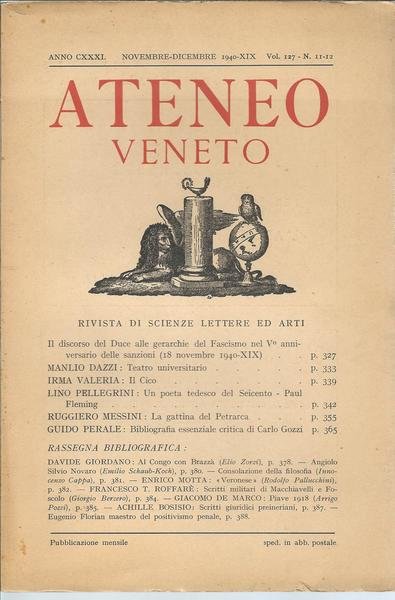 ANNO CXXXI. NOVEMBRE-DICEMBRE 1940-XIX Vol. 127 - N. 11-12
ATENEO
VENETO
RIVISTA DI SCIENZE LETTERE ED ARTI
Il discorso del Duce alle gerarchie del Fascismo nel Vº anni-
versario delle sanzioni (18 novembre 1940-XIX) . . p. 327
MANLIO DAZZI : Teatro universitario . . . . . p. 333
IRMA VALERIA : Il Cico . . . . . . . p. 339
LINO PELLEGRINI : Un poeta tedesco del Seicento - Paul
Fleming . . . . . . . . . p. 342
RUGGIERO MESSINI : La gattina del Petrarca . . . p. 355
GUIDO PERALE : Bibliografia essenziale critica di Carlo Gozzi p. 365
RASSEGNA BIBLIOGRAFICA :
DAVIDE GIORDANO : Al Congo con Brazzà (Elio Zorzi), p. 378. — Angiolo
Silvio Novaro (Emilio Schaub-Koch), p. 380. — Consolazione della filosofia (Inno-
cenzo Cappa), p. 381. — ENRICO MOTTA : «Veronese» (Rodolfo Pallucchini),
p. 382. — FRANCESCO T. ROFFARÈ : Scritti militari di Macchiavelli e Fo-
scolo (Giorgio Berzero), p. 384. — GIACOMO DE MARCO : Piave 1918 (Arrigo
Pozzi), p. 385. — ACHILLE BOSISIO : Scritti giuridici preineriani, p. 387. —
Eugenio Florian maestro del positivismo penale, p. 388.
Pubblicazione mensile sped. in abb. postale